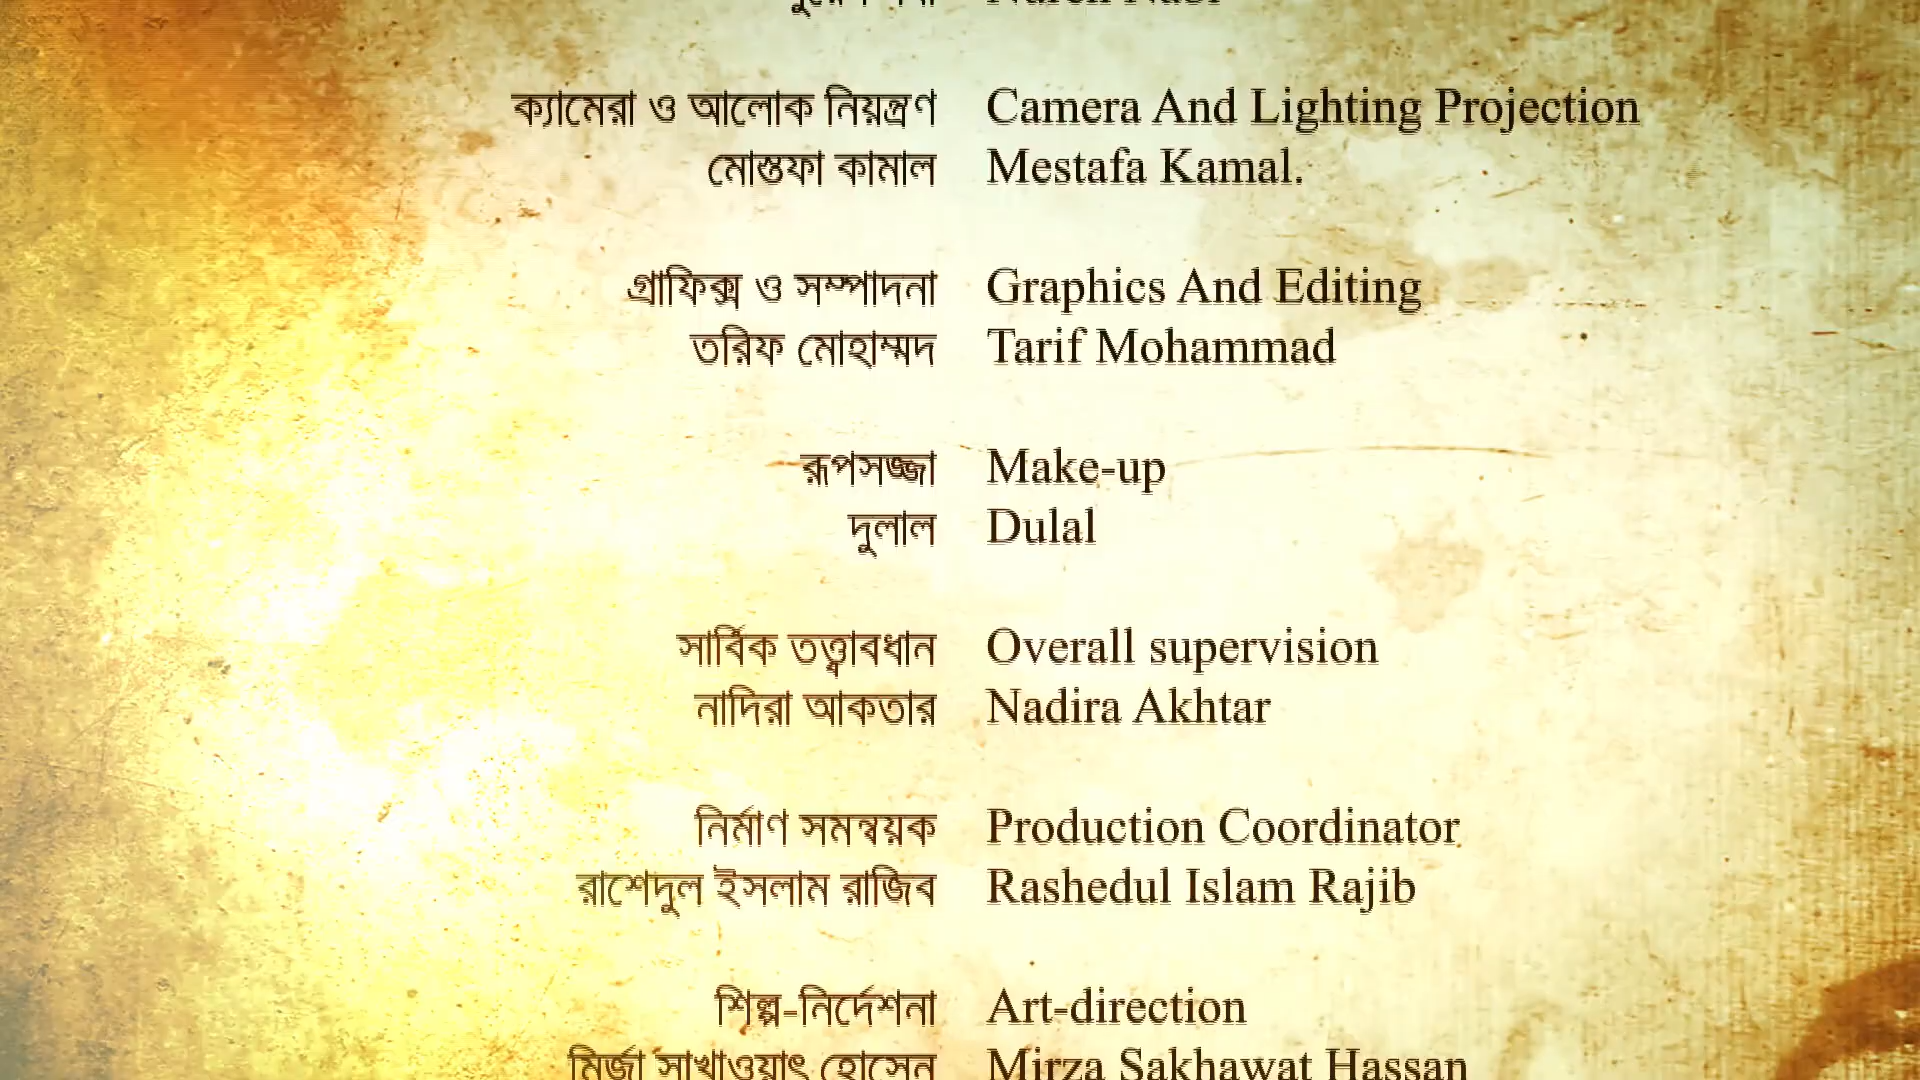 ক্যামেরা ও আলোক নিয়ন্ত্রণ Camera And Lighting Projection
মোস্তফা কামাল Mestafa Kamal.
গ্রাফিক্স ও সম্পাদনা Graphics And Editing
তরিফ মোহাম্মদ Tarif Mohammad
রূপসজ্জা Make-up
দুলাল Dulal
সার্বিক তত্ত্বাবধান Overall supervision
নাদিরা আকতার Nadira Akhtar
নির্মাণ সমন্বয়ক Production Coordinator
রাশেদুল ইসলাম রাজিব Rashedul Islam Rajib
শিল্প-নির্দেশনা Art-direction
মির্জা সাখাওয়াৎ হোসেন Mirza Sakhawat Hassan